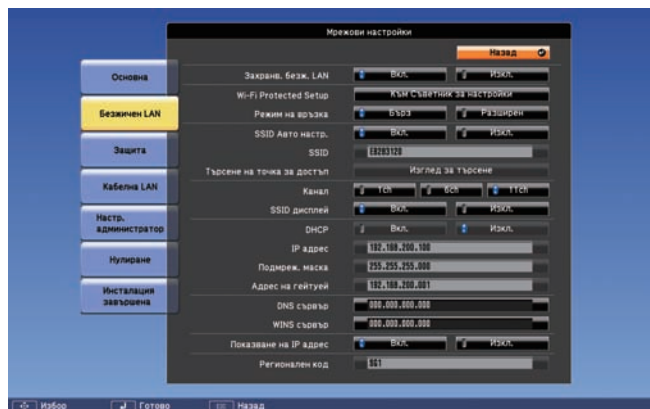 Мрежови настройки
Назад
Основна
Безжичен LAN
Защита
Кабелна LAN
Настр. администратор
Нулиране
Инсталация завършена
Захранв. безж. LAN Вкл. Изкл.
Wi-Fi Protected Setup Към Съветник за настройки
Режим на връзка Бърз Разширен
SSID Авто настр. Вкл. Изкл.
SSID EB283120
Търсене на точка за достъп Изглед за търсене
Канал 1ch 6ch 11ch
SSID дисплей Вкл. Изкл.
DHCP Вкл. Изкл.
IP адрес 192.168.200.100
Подмреж. маска 255.255.255.000
Адрес на гейтуей 192.168.200.001
DNS сървър 000.000.000.000
WINS сървър 000.000.000.000
Показване на IP адрес Вкл. Изкл.
Регионален код SG1
Избор Готово Назад